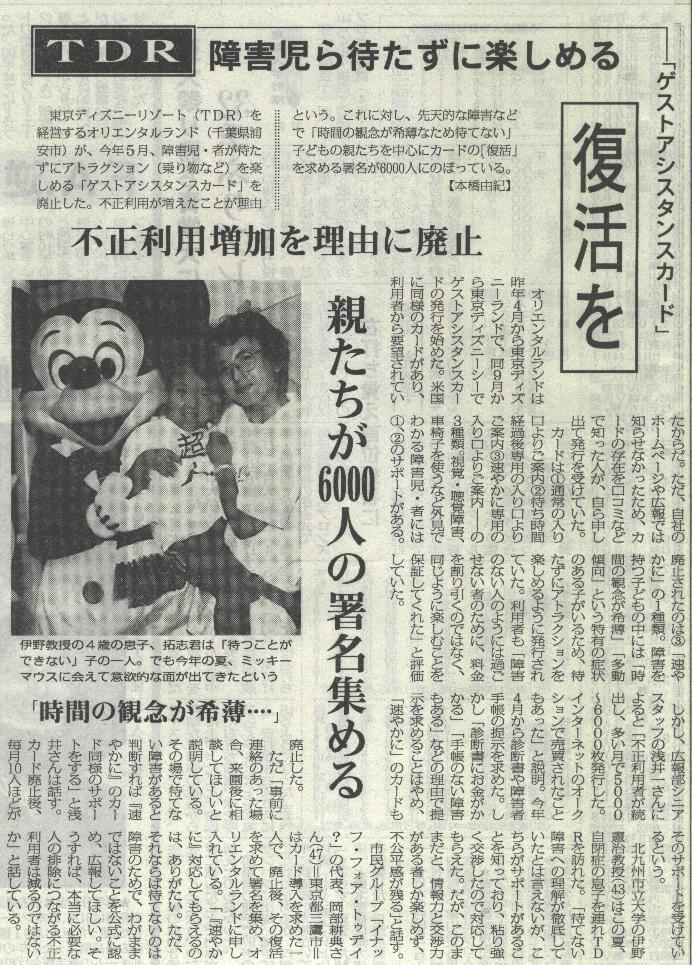 TDR 障害児ら待たずに楽しめる
「ゲストアシスタンスカード」
復活を
東京ディズニーリゾート(TDR)を
経営するオリエンタルランド(千葉県浦
安市)が、今年5月、障害児・者が待た
ずにアトラクション(乗り物など)を楽
しめる「ゲストアシスタンスカード」を
廃止した。不正利用が増えたことが理由
という。これに対し、先天的な障害など
で「時間の観念が希薄なため待てない」
子どもの親たちを中心にカードの「復活」
を求める署名が6000人にのぼっている。
【本橋由紀】
不正利用増加を理由に廃止
親たちが6000人の署名集める
オリエンタルランドは
昨年4月から東京ディズ
ニーランドで、同9月か
ら東京ディズニーシーで
ゲストアシスタンスカー
ドの発行を始めた。米国
に同様のカードがあり、
利用者から要望されてい
たからだ。ただ、自社の
ホームページや広報では
知らせなかったため、カ
ードの存在を口コミなど
で知った人が、自ら申し
出て発行を受けていた。
カードは①通常の入り
口よりご案内②待ち時間
経過後専用の入り口より
ご案内③速やかに専用の
入り口よりご案内――の
3種類。視覚・聴覚障害、
車椅子を使うなど外見で
わかる障害児・者には
①、②のサポートがある。
廃止されたのは③「速や
かに」の1種類。障害を
持つ子どもの中には「時
間の観念が希薄」「多動
傾向」という特有の症状
のある子がいるため、待
たずにアトラクションを
楽しめるように発行され
ていた。利用者も「障害
のない人のようには過ご
せない者のために、料金
を割り引くのではなく、
同じように楽しむことを
保証してくれた」と評価
していた。
しかし、広報部シニア
スタッフの浅井一さんに
よると「不正利用者が続
出し、多い月で5000
〜6000枚発行した。
インターネットのオーク
ションで売買されたこと
もあった」と説明。今年
4月から診断書や障害者
手帳の提示を求めた。し
かし「診断書にお金がか
かる」「手帳のない障害
もある」などの理由で提
示を求めることはやめ、
「速やかに」のカードも
廃止した。
ただ「事前に
連絡のあった場
合、来園後に相
談してほしいと
説明している。
その場で待てな
い障害があると
判断すれば『速
やかに』のカー
ド同様のサポー
トをする」と浅
井さんは話す。
カード廃止後、
毎月10人ほどが
そのサポートを受けてい
るという。
北九州市立大学の伊野
憲治教授(43)はこの夏、
自閉症の息子を連れTD
Rを訪れた。「待てない
障害への理解が徹底して
いたとは言えないが、こ
ちらがサポートがあるこ
とを知っており、粘り強
く交渉したので対応して
もらえた。だが、このま
まだと、情報力と交渉力
がある者しか楽しめず、
不公平感が残る」と話す。
市民グループ「イナッ
フ・フォア・トゥデイ
?」の代表、岡部耕典さ
ん(47)=東京都三鷹市=
はカード導入を求めた一
人で、廃止後、その復活
を求めて署名を集め、オ
リエンタルランドに申し
入れている。「『速やか
に』対応してもらえるの
は、ありがたい。ただ、
それならば待てないのは
障害のためで、わがまま
ではないことを公式に認
め、広報してほしい。そ
うすれば、本当に必要な
人の排除につながる不正
利用者は減るのではない
か」と話している。
伊野教授の4歳の息子、拓志君は「待つことが
できない」子の一人。でも今年の夏、ミッキー
マウスに会えて意欲的な面が出てきたという
「時間の観念が希薄‥‥」
超